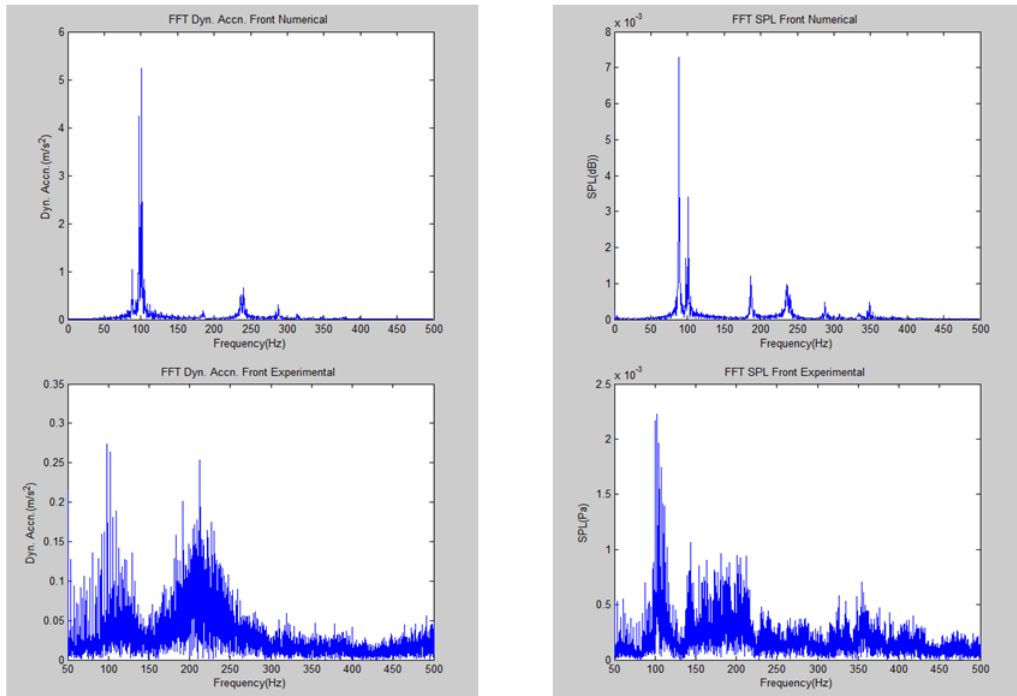 FFT Dyn. Accn. Front Numerical
6
5
4
3
2
1
0
Dyn. Accn.(m/s²)
0 50 100 150 200 250 300 350 400 450 500
Frequency(Hz)
FFT SPL Front Numerical
x 10⁻³
8
7
6
5
4
3
2
1
0
SPL(dB))
0 50 100 150 200 250 300 350 400 450 500
Frequency(Hz)
FFT Dyn. Accn. Front Experimental
0.35
0.3
0.25
0.2
0.15
0.1
0.05
0
Dyn. Accn.(m/s²)
50 100 150 200 250 300 350 400 450 500
Frequency(Hz)
FFT SPL Front Experimental
x 10⁻³
2.5
2
1.5
1
0.5
0
SPL(Pa)
50 100 150 200 250 300 350 400 450 500
Frequency(Hz)